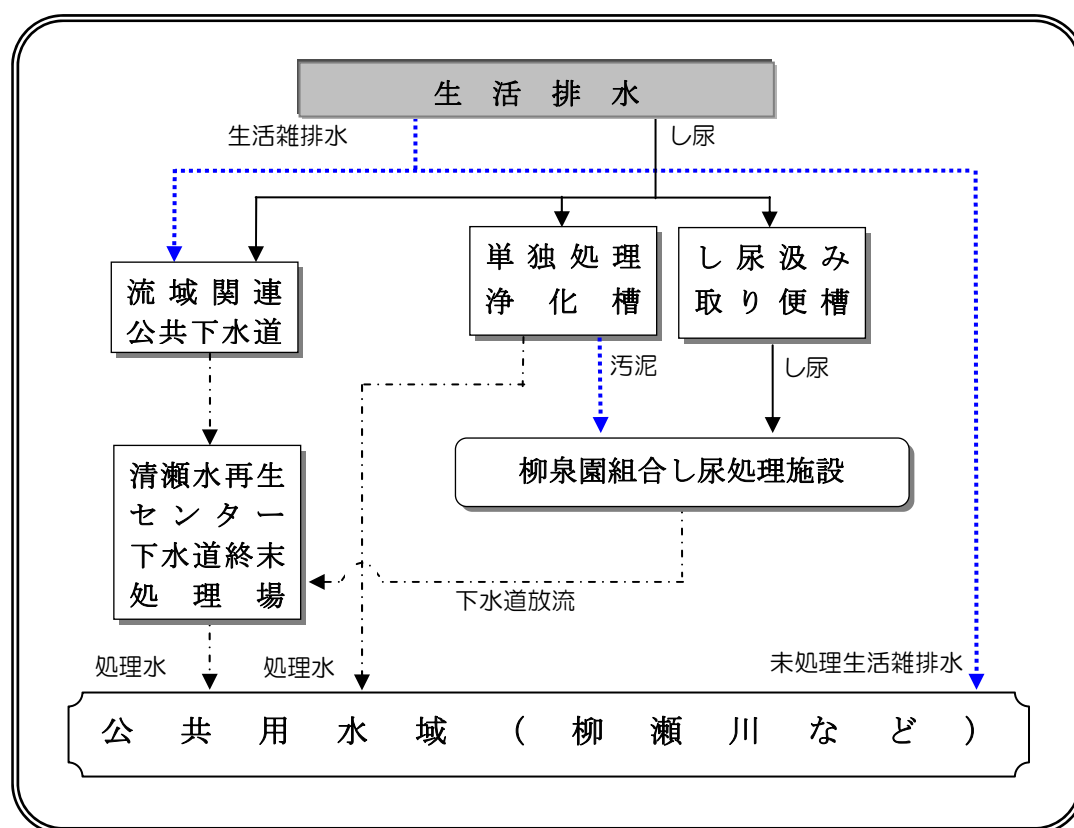 生活排水
生活雑排水
し尿
流域関連
公共下水道
単独処理
浄化槽
し尿汲み
取り便槽
汚泥
し尿
清瀬水再生
センター
下水道終末
処理場
柳泉園組合し尿処理施設
下水道放流
処理水
処理水
未処理生活雑排水
公共用水域(柳瀬川など)